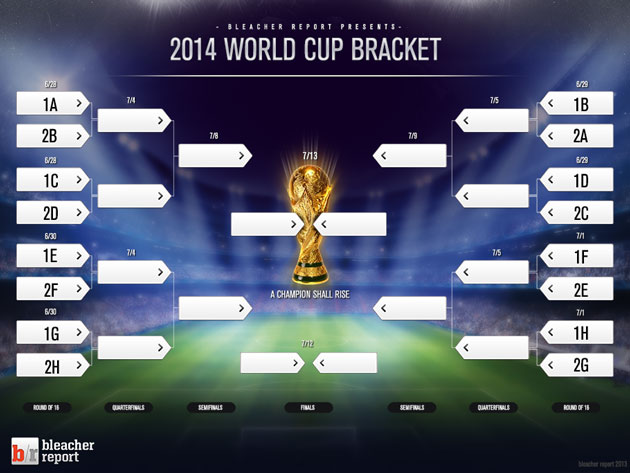 - BLEACHER REPORT PRESENTS -
2014 WORLD CUP BRACKET
6/28
1A
2B
7/4
6/28
1C
2D
7/8
6/30
1E
2F
7/4
6/30
1G
2H
7/13
A CHAMPION SHALL RISE
7/12
6/29
1B
2A
7/5
6/29
1D
2C
7/9
7/1
1F
2E
7/5
7/1
1H
2G
ROUND OF 16 QUARTERFINALS SEMIFINALS FINALS SEMIFINALS QUARTERFINALS ROUND OF 16
b/r bleacher
report
bleacher report 2013